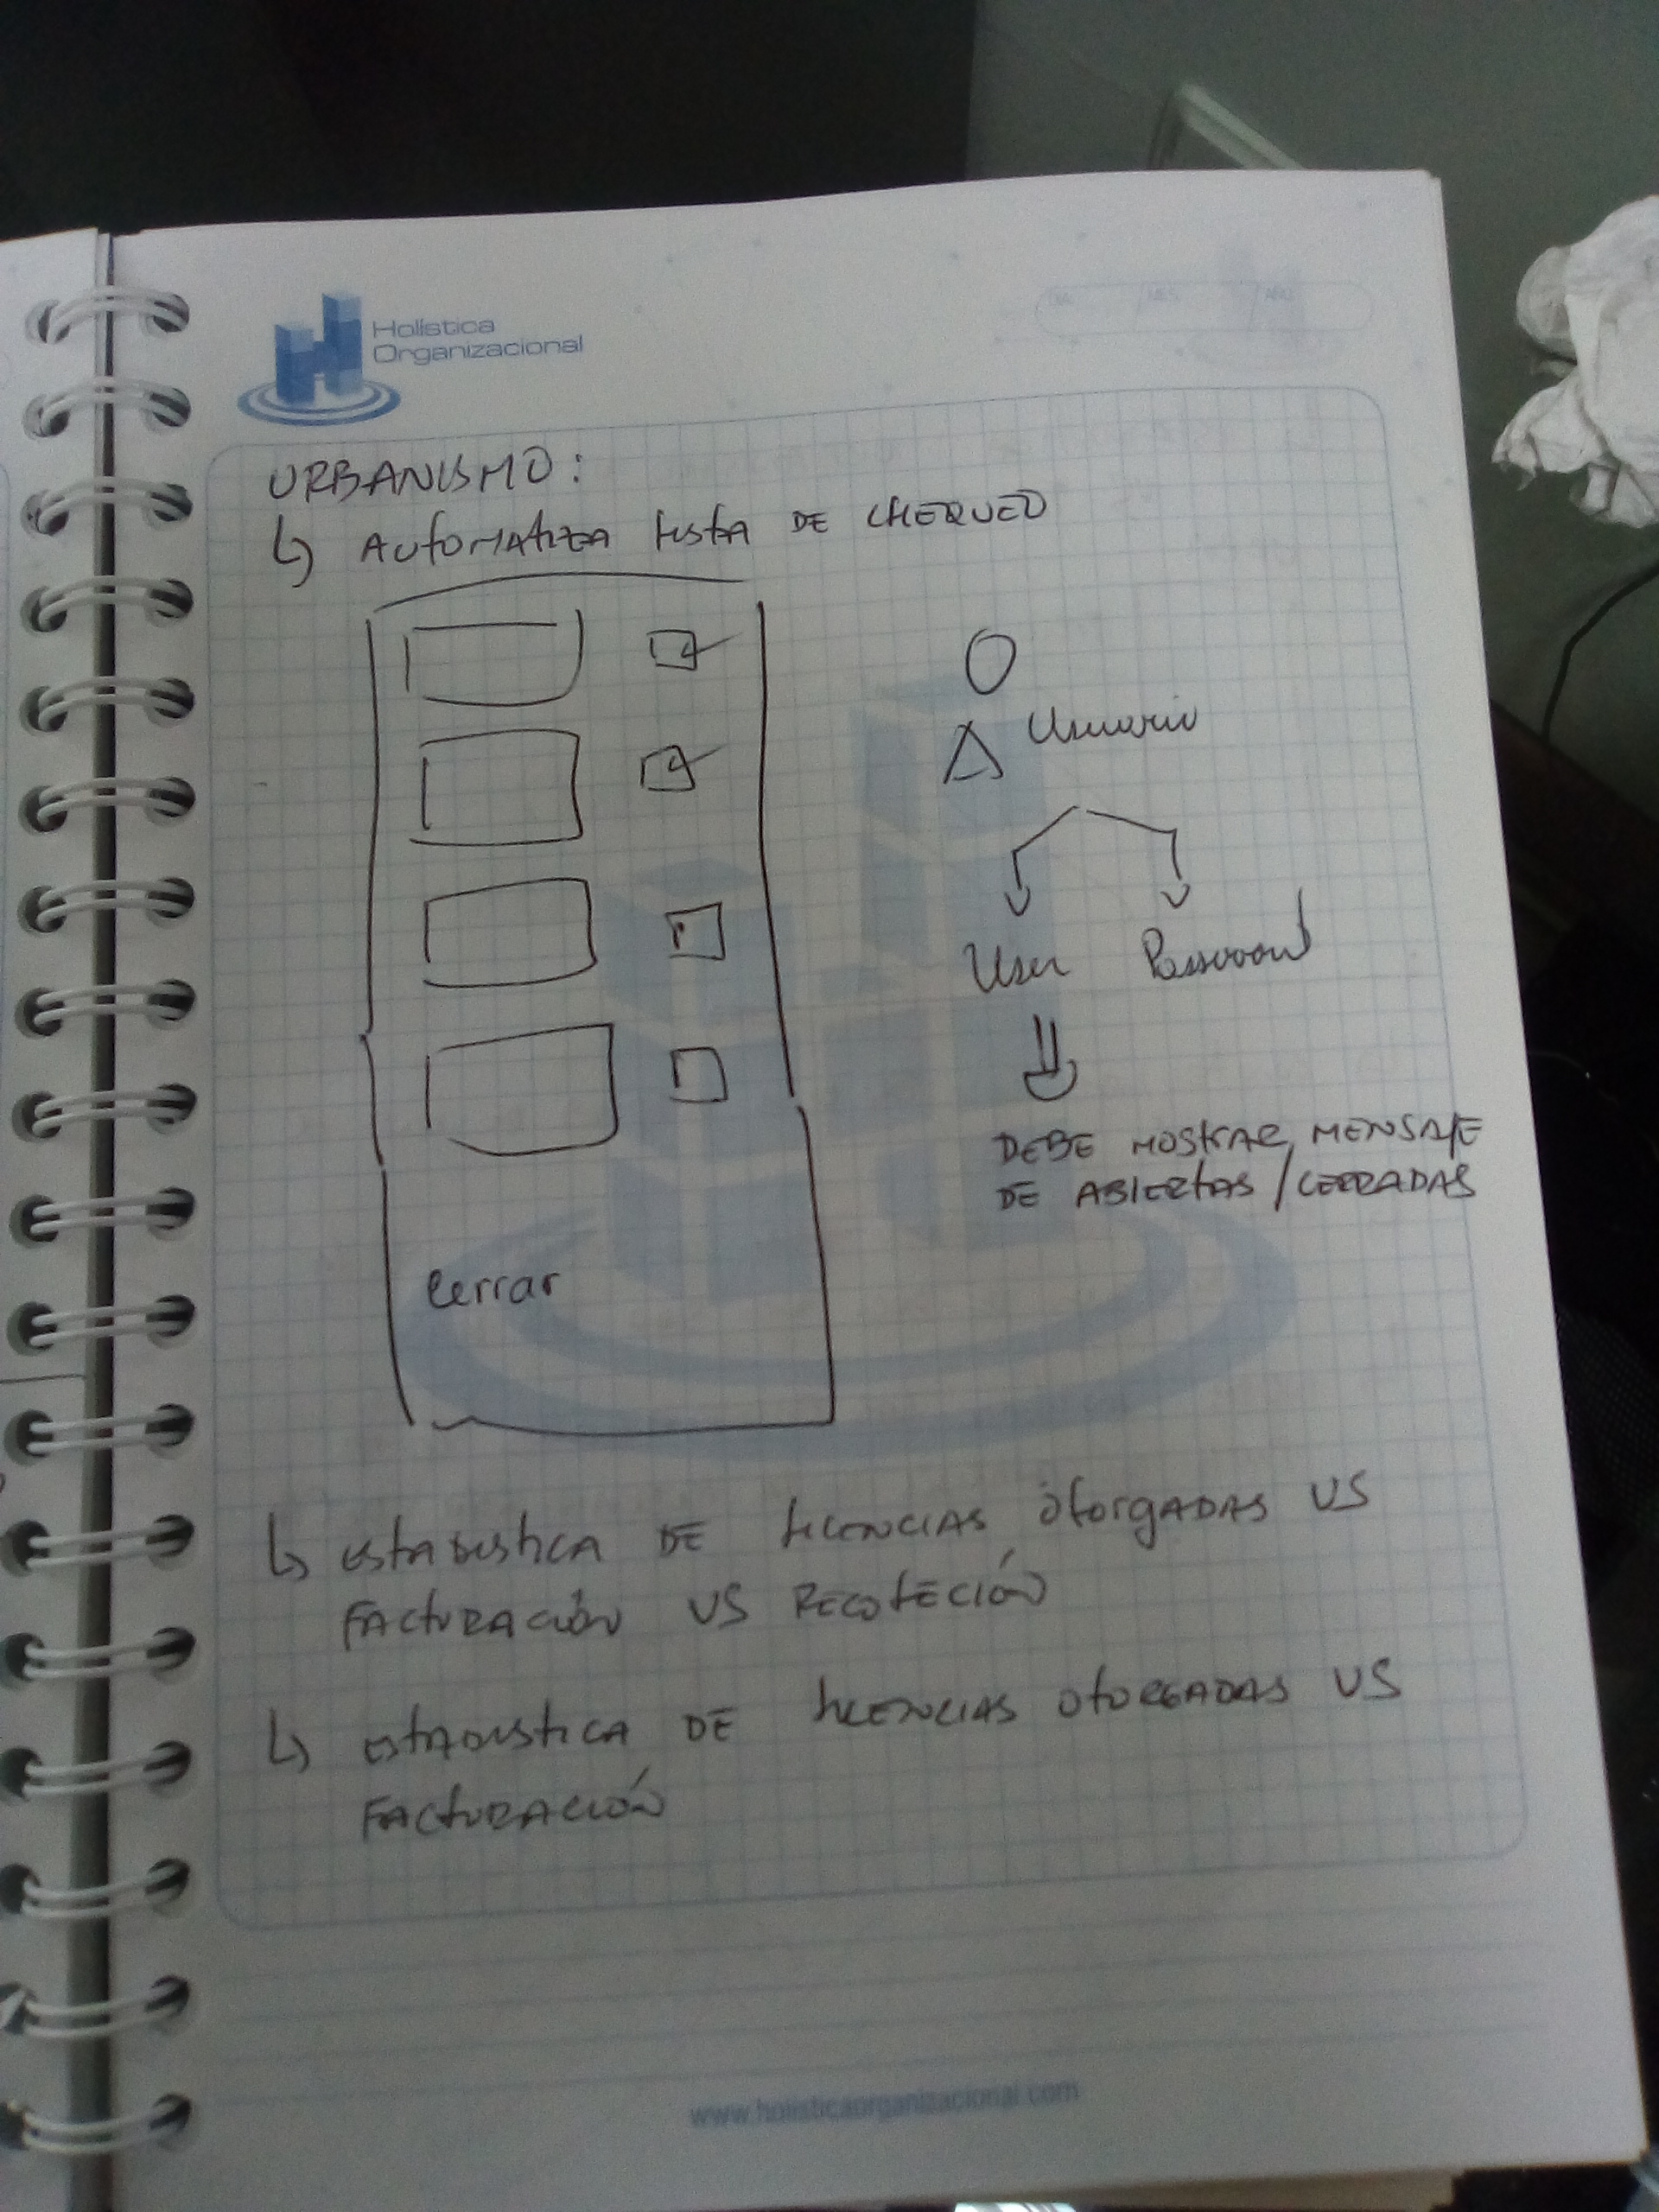 Holística
Organizacional
DIA MES AÑO
URBANISMO:
↳ AUTOMATIZA LISTA DE CHEQUEO
Usuario
User Password
DEBE MOSTRAR MENSAJE
DE ABIERTAS / CERRADAS
Cerrar
↳ ESTADISTICA DE LICENCIAS OTORGADAS VS
FACTURACIÓN VS RECOLECIÓN
↳ ESTADISTICA DE LICENCIAS OTORGADAS VS
FACTURACIÓN
www.holisticaorganizacional.com